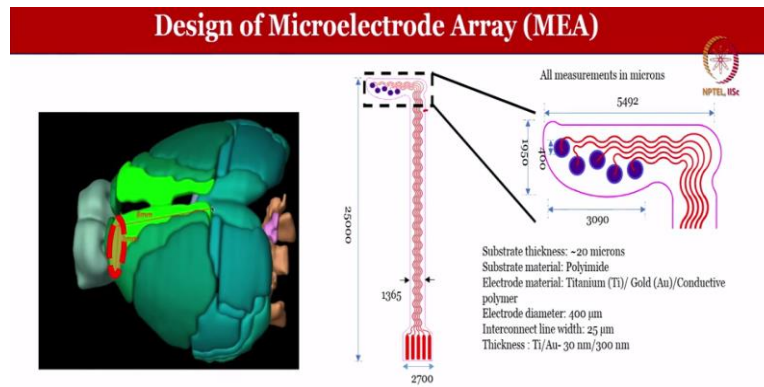 Design of Microelectrode Array (MEA)
NPTEL, IISc
All measurements in microns
5492
1950
400
3090
8mm
25000
1365
2700
Substrate thickness: ~20 microns
Substrate material: Polyimide
Electrode material: Titanium (Ti)/ Gold (Au)/Conductive
polymer
Electrode diameter: 400 μm
Interconnect line width: 25 μm
Thickness : Ti/Au- 30 nm/300 nm